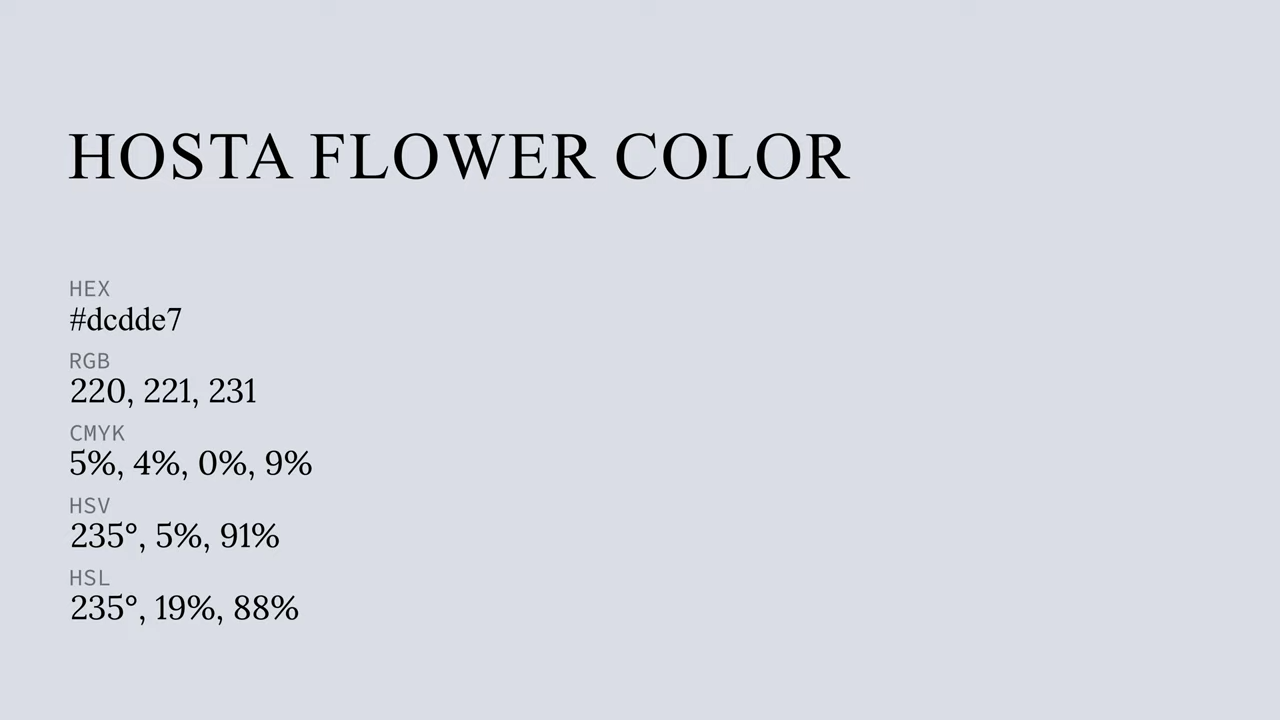 HOSTA FLOWER COLOR
HEX
#dcdde7
RGB
220, 221, 231
CMYK
5%, 4%, 0%, 9%
HSV
235°, 5%, 91%
HSL
235°, 19%, 88%